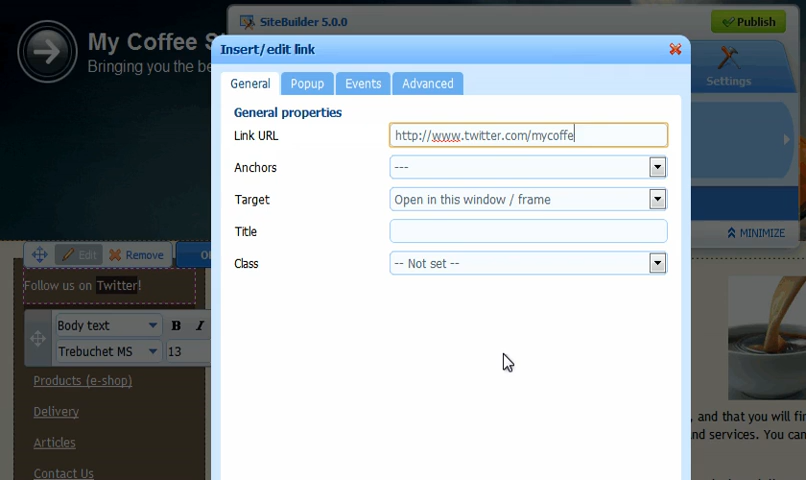 SiteBuilder 5.0.0
Publish
My Coffee S
Bringing you the be
Settings
MINIMIZE
Insert/edit link
General
Popup
Events
Advanced
General properties
Link URL
http://www.twitter.com/mycoffe
Anchors
---
Target
Open in this window / frame
Title
Class
-- Not set --
Edit
Remove
Follow us on Twitter!
Body text
B
I
Trebuchet MS
13
Products (e-shop)
Delivery
Articles
Contact Us
, and that you will fin
nd services. You can